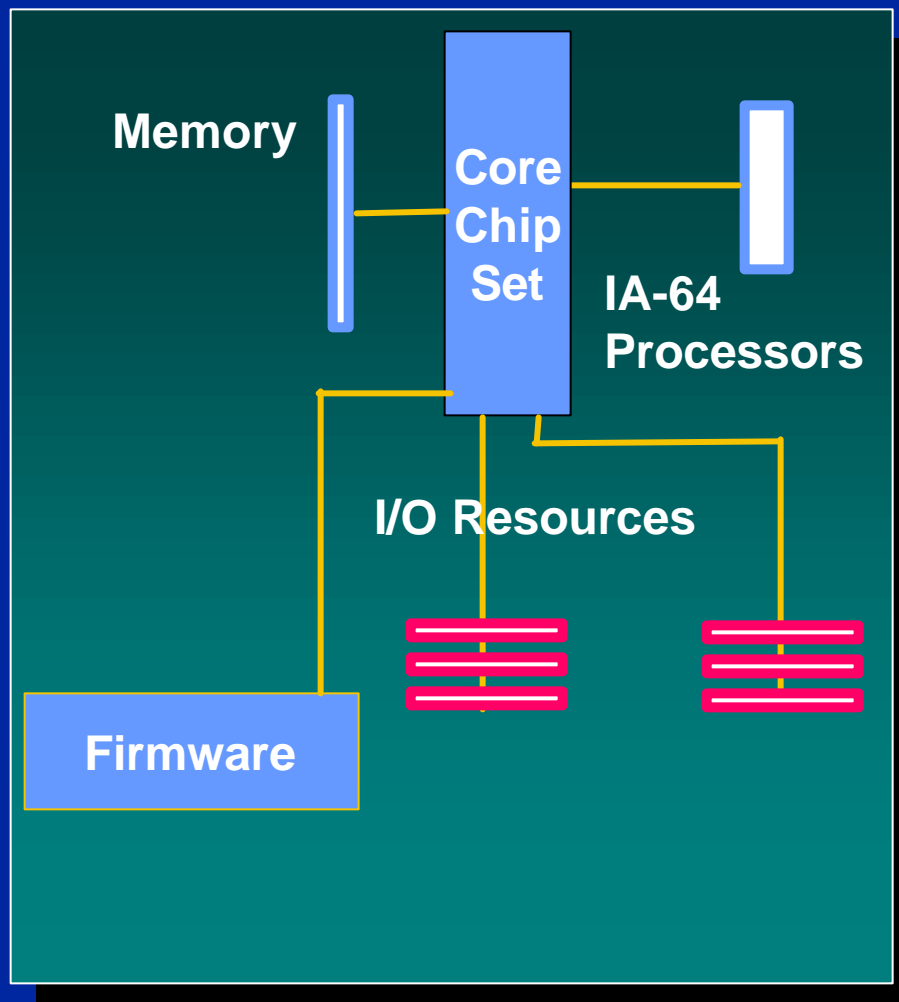 Memory
Core
Chip
Set
IA-64
Processors
I/O Resources
Firmware